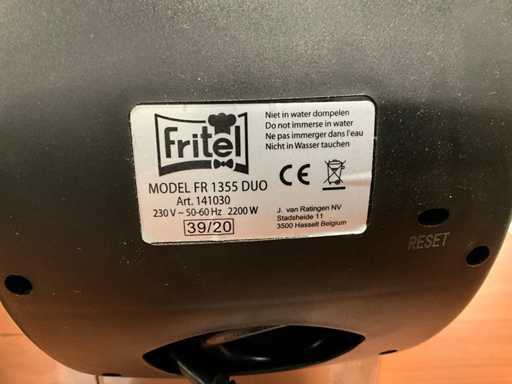 Fritel
MODEL FR 1355 DUO
Art. 141030
230 V ~ 50-60 Hz 2200 W
39/20
Niet in water dompelen
Do not immerse in water
Ne pas immerger dans l'eau
Nicht in Wasser tauchen
CE
J. van Ratingen NV
Stadsheide 11
3500 Hasselt Belgium
RESET